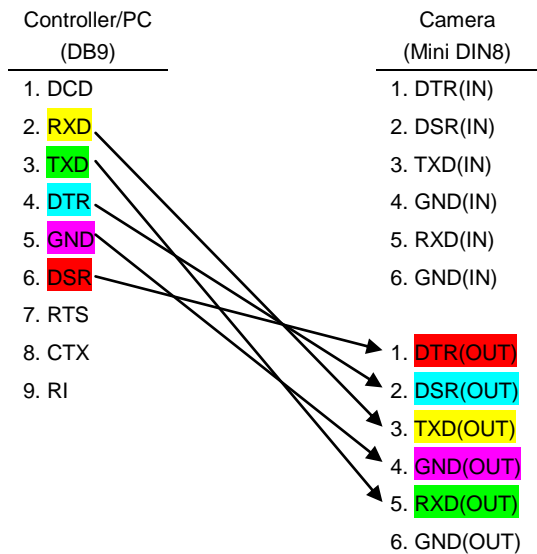 Controller/PC
(DB9)
1. DCD
2. RXD
3. TXD
4. DTR
5. GND
6. DSR
7. RTS
8. CTX
9. RI
Camera
(Mini DIN8)
1. DTR(IN)
2. DSR(IN)
3. TXD(IN)
4. GND(IN)
5. RXD(IN)
6. GND(IN)
1. DTR(OUT)
2. DSR(OUT)
3. TXD(OUT)
4. GND(OUT)
5. RXD(OUT)
6. GND(OUT)